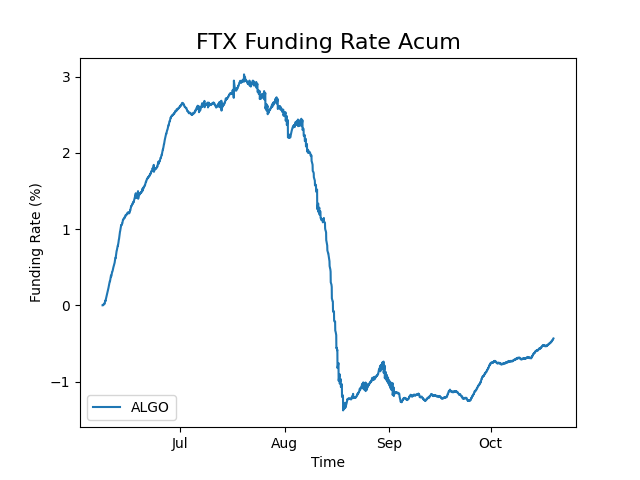 FTX Funding Rate Acum
Funding Rate (%)
3
2
1
0
−1
ALGO
Jul
Aug
Sep
Oct
Time